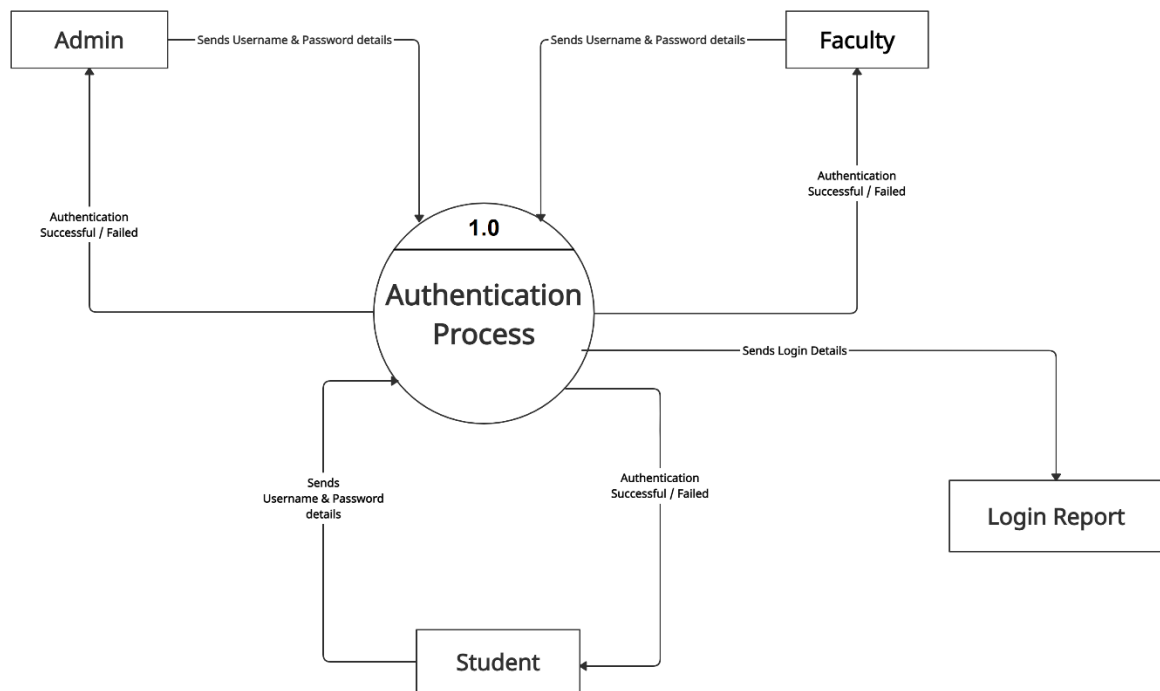 Admin
Sends Username & Password details
Sends Username & Password details
Faculty
Authentication
Successful / Failed
Authentication
Successful / Failed
1.0
Authentication
Process
Sends Login Details
Sends
Username & Password
details
Authentication
Successful / Failed
Login Report
Student